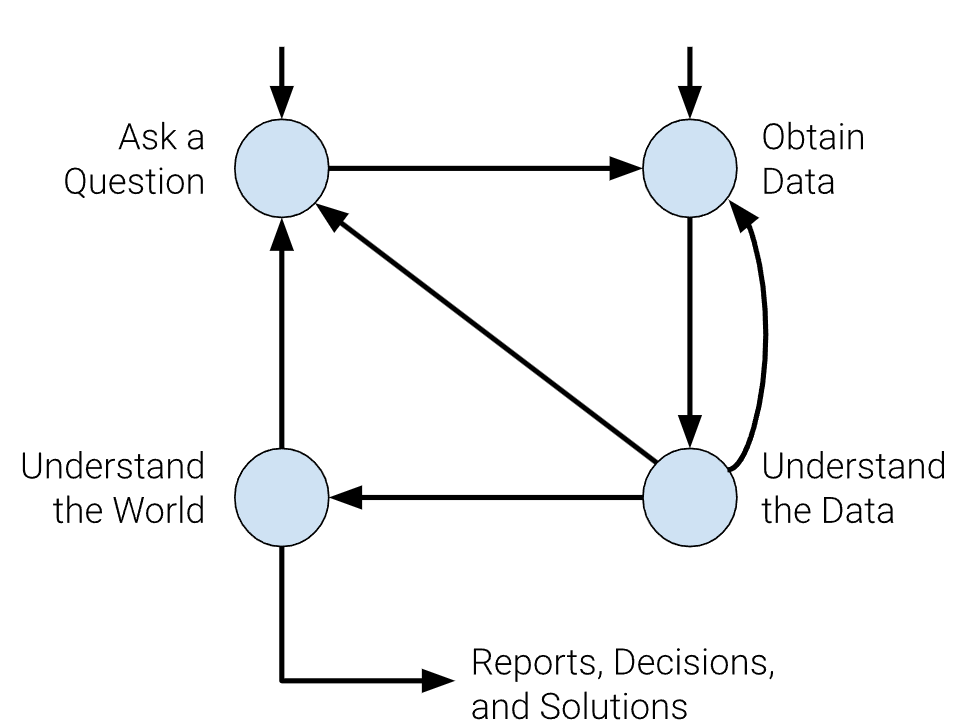 Ask a
Question
Obtain
Data
Understand
the World
Understand
the Data
Reports, Decisions,
and Solutions